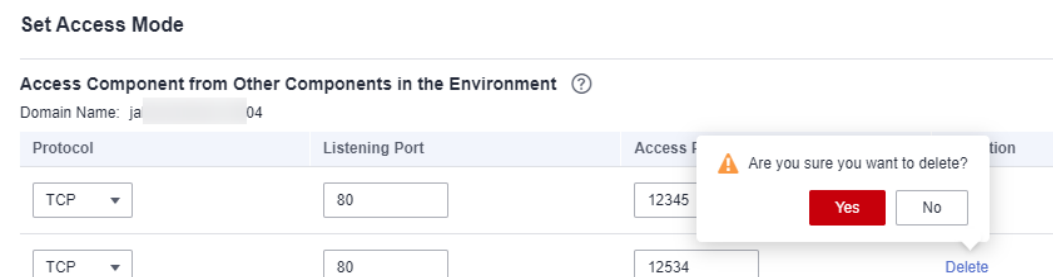 Set Access Mode
Access Component from Other Components in the Environment ?
Domain Name: ja 04
Protocol Listening Port Access tion
Are you sure you want to delete?
TCP 80 12345 Yes No
TCP 80 12534 Delete